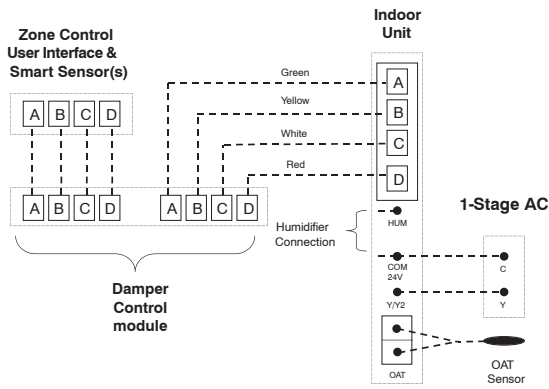 Indoor
Unit
Zone Control
User Interface &
Smart Sensor(s)
A B C D
Green
A
Yellow
B
White
C
Red
D
A B C D
A B C D
Humidifier
Connection
HUM
1-Stage AC
COM
24V
C
Y/Y2
Y
Damper
Control
module
OAT
OAT
Sensor